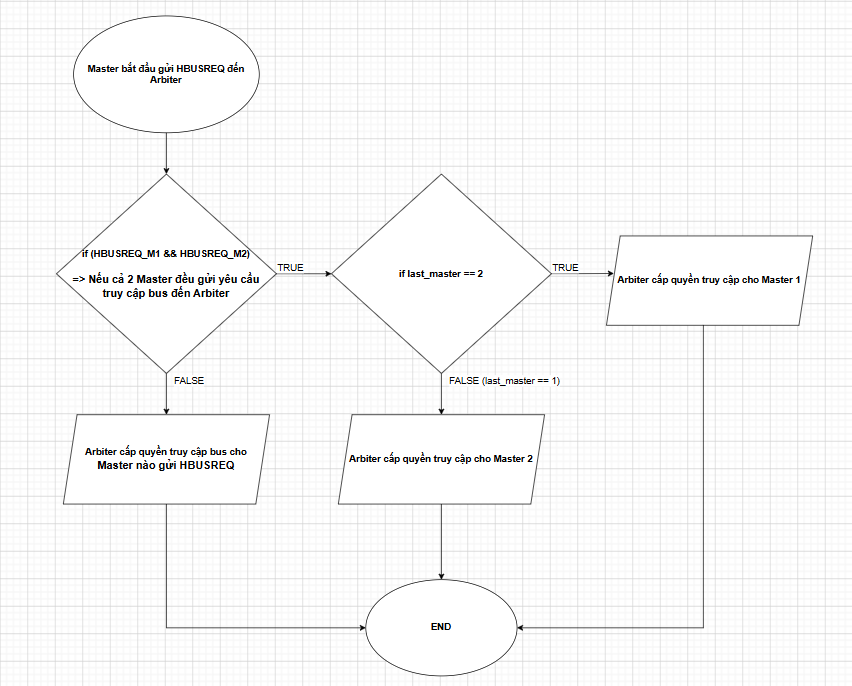 Master bắt đầu gửi HBUSREQ đến
Arbiter
if (HBUSREQ_M1 && HBUSREQ_M2)
=> Nếu cả 2 Master đều gửi yêu cầu
truy cập bus đến Arbiter
TRUE
if last_master == 2
TRUE
Arbiter cấp quyền truy cập cho Master 1
FALSE
FALSE (last_master == 1)
Arbiter cấp quyền truy cập bus cho
Master nào gửi HBUSREQ
Arbiter cấp quyền truy cập cho Master 2
END